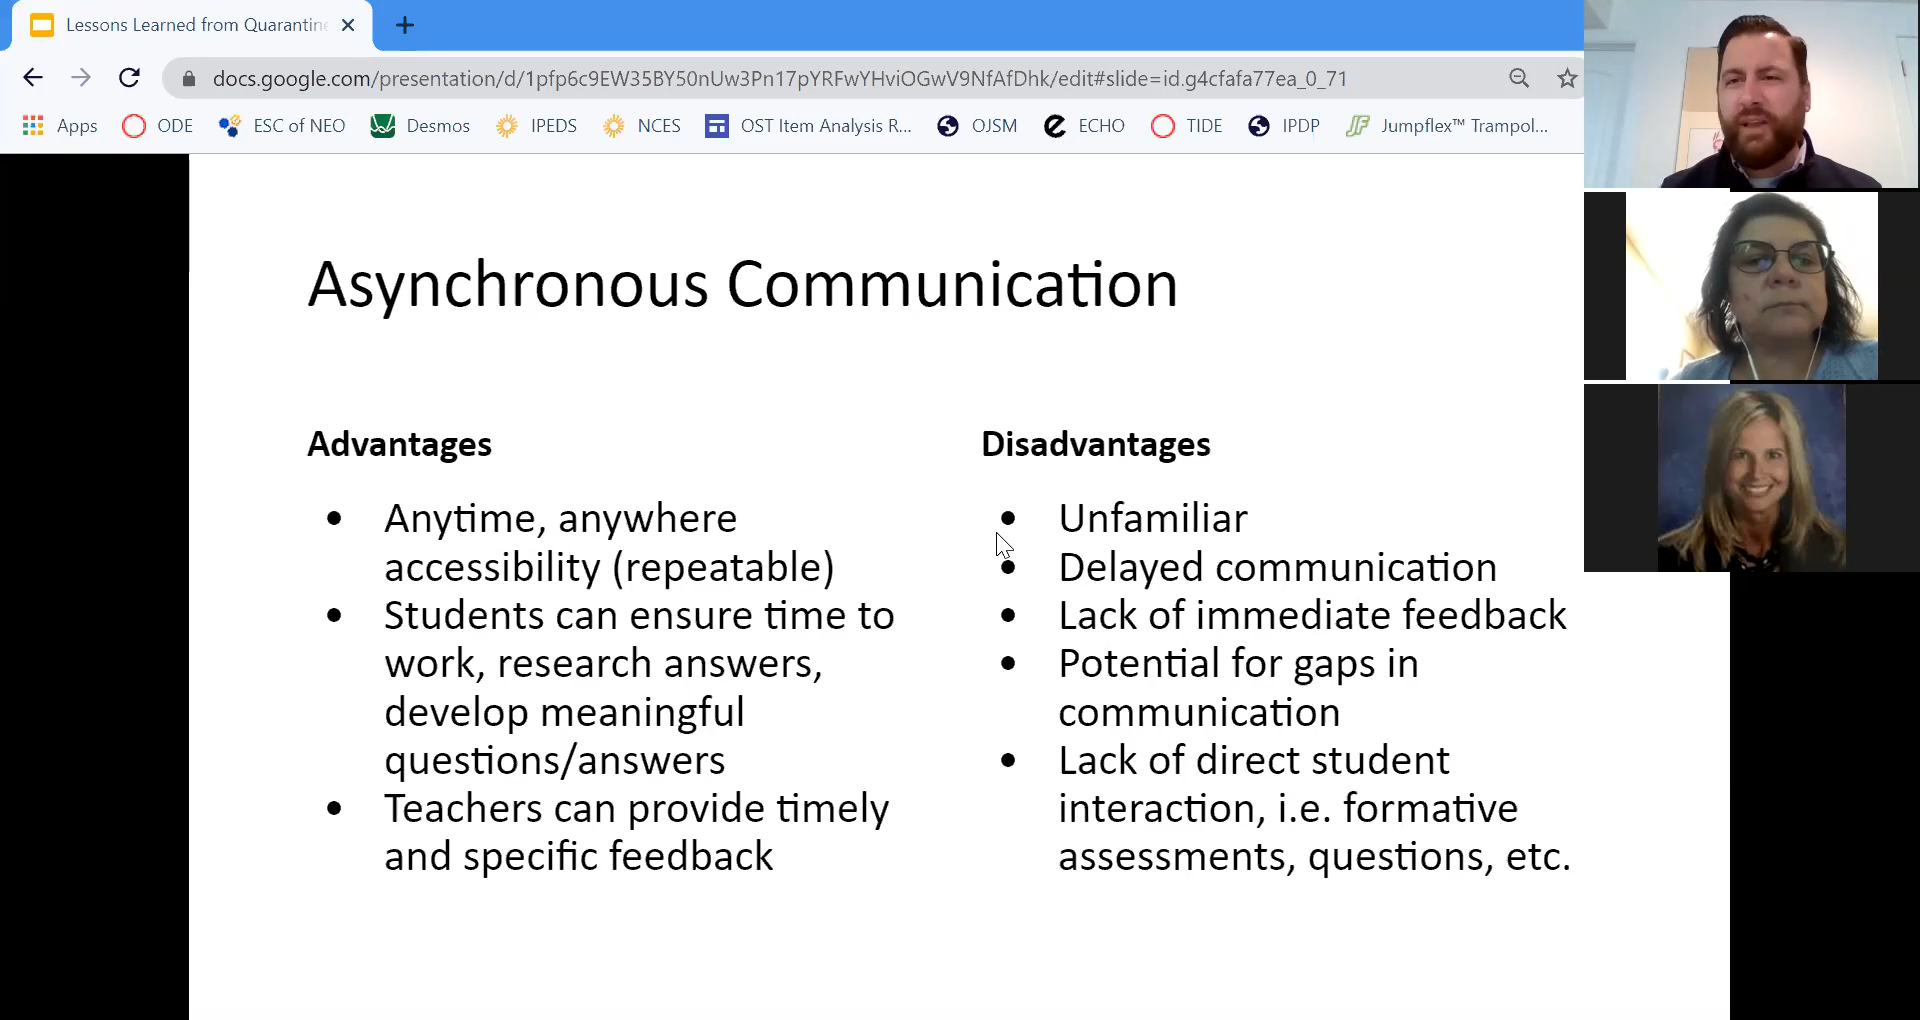 Lessons Learned from Quarantine
docs.google.com/presentation/d/1pfp6c9EW35BY50nUw3Pn17pYRFwYHviOGwV9NfAfDhk/edit#slide=id.g4cfafa77ea_0_71
Apps ODE ESC of NEO Desmos IPEDS NCES OST Item Analysis R... OJSM ECHO TIDE IPDP Jumpflex™ Trampol...
Asynchronous Communication
Advantages
• Anytime, anywhere
accessibility (repeatable)
• Students can ensure time to
work, research answers,
develop meaningful
questions/answers
• Teachers can provide timely
and specific feedback
Disadvantages
• Unfamiliar
• Delayed communication
• Lack of immediate feedback
• Potential for gaps in
communication
• Lack of direct student
interaction, i.e. formative
assessments, questions, etc.